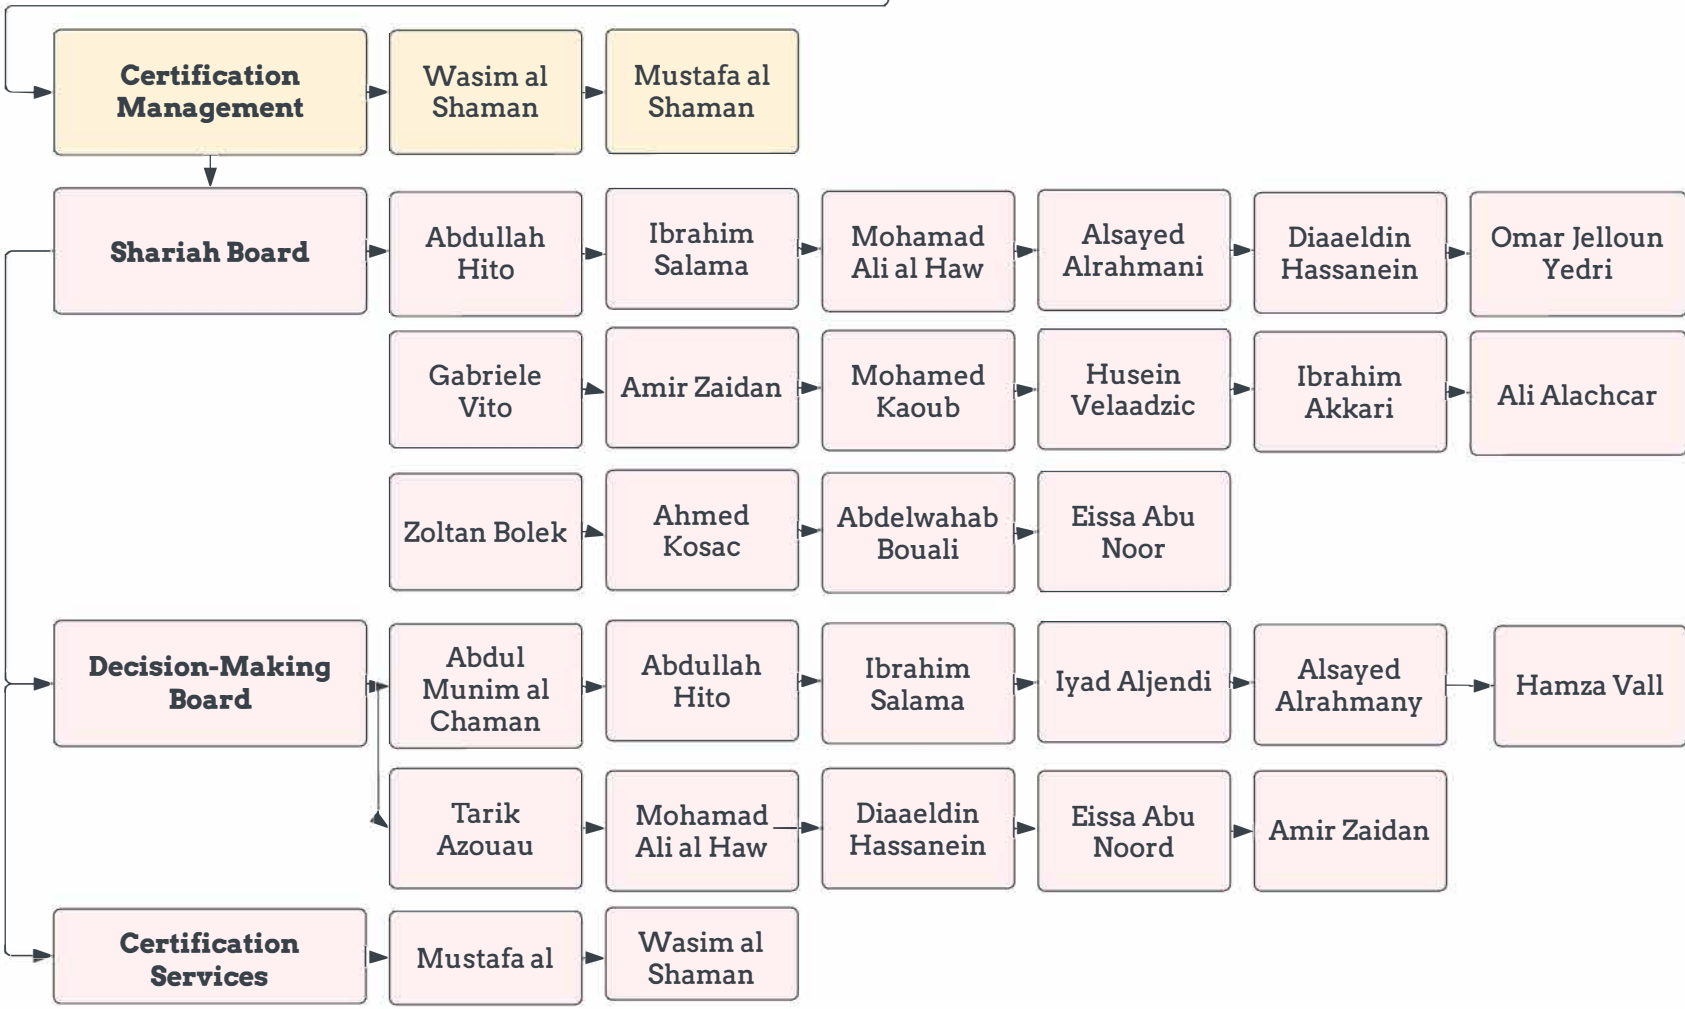 Certification
Management
Wasim al
Shaman
Mustafa al
Shaman
Shariah Board
Abdullah
Hito
Ibrahim
Salama
Mohamad
Ali al Haw
Alsayed
Alrahmani
Diaaeldin
Hassanein
Omar Jelloun
Yedri
Gabriele
Vito
Amir Zaidan
Mohamed
Kaoub
Husein
Velaadzic
Ibrahim
Akkari
Ali Alachcar
Zoltan Bolek
Ahmed
Kosac
Abdelwahab
Bouali
Eissa Abu
Noor
Decision-Making
Board
Abdul
Munim al
Chaman
Abdullah
Hito
Ibrahim
Salama
Iyad Aljendi
Alsayed
Alrahmany
Hamza Vall
Tarik
Azouau
Mohamad
Ali al Haw
Diaaeldin
Hassanein
Eissa Abu
Noord
Amir Zaidan
Certification
Services
Mustafa al
Wasim al
Shaman